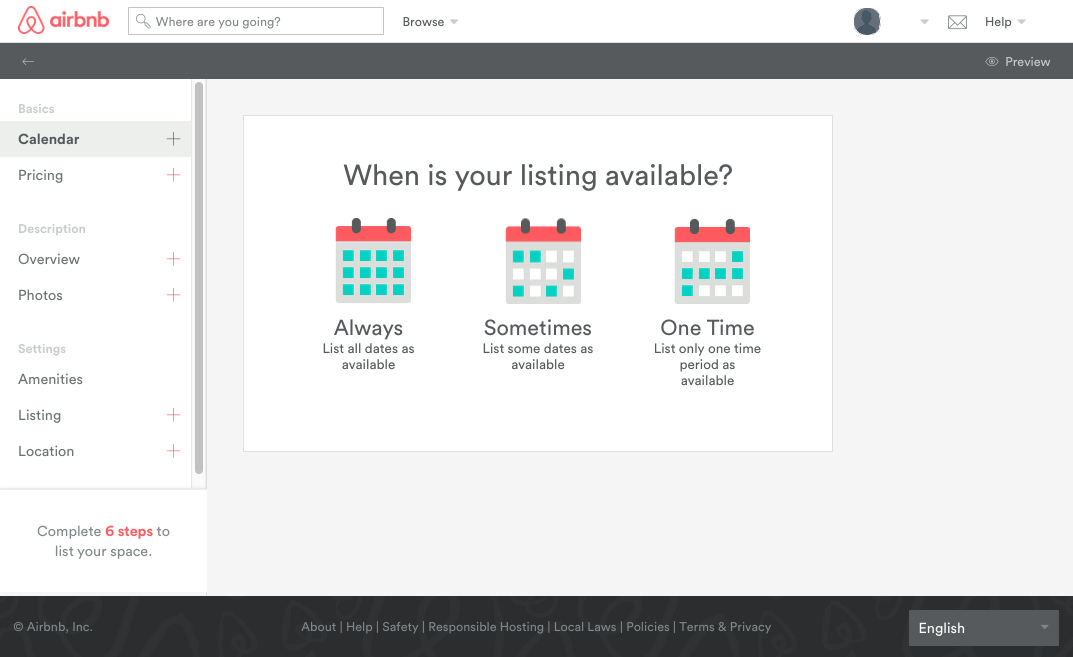 airbnb
Where are you going?
Browse
Help
Preview
Basics
Calendar
Pricing
Description
Overview
Photos
Settings
Amenities
Listing
Location
Complete 6 steps to
list your space.
When is your listing available?
Always
List all dates as
available
Sometimes
List some dates as
available
One Time
List only one time
period as
available
© Airbnb, Inc.
About | Help | Safety | Responsible Hosting | Local Laws | Policies | Terms & Privacy
English